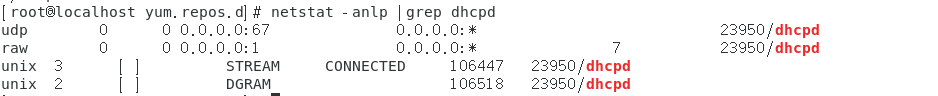 [root@localhost yum.repos.d]# netstat -anlp |grep dhcpd
udp 0 0 0.0.0.0:67 0.0.0.0:* 23950/dhcpd
raw 0 0 0.0.0.0:1 0.0.0.0:* 7 23950/dhcpd
unix 3 [ ] STREAM CONNECTED 106447 23950/dhcpd
unix 2 [ ] DGRAM 106518 23950/dhcpd